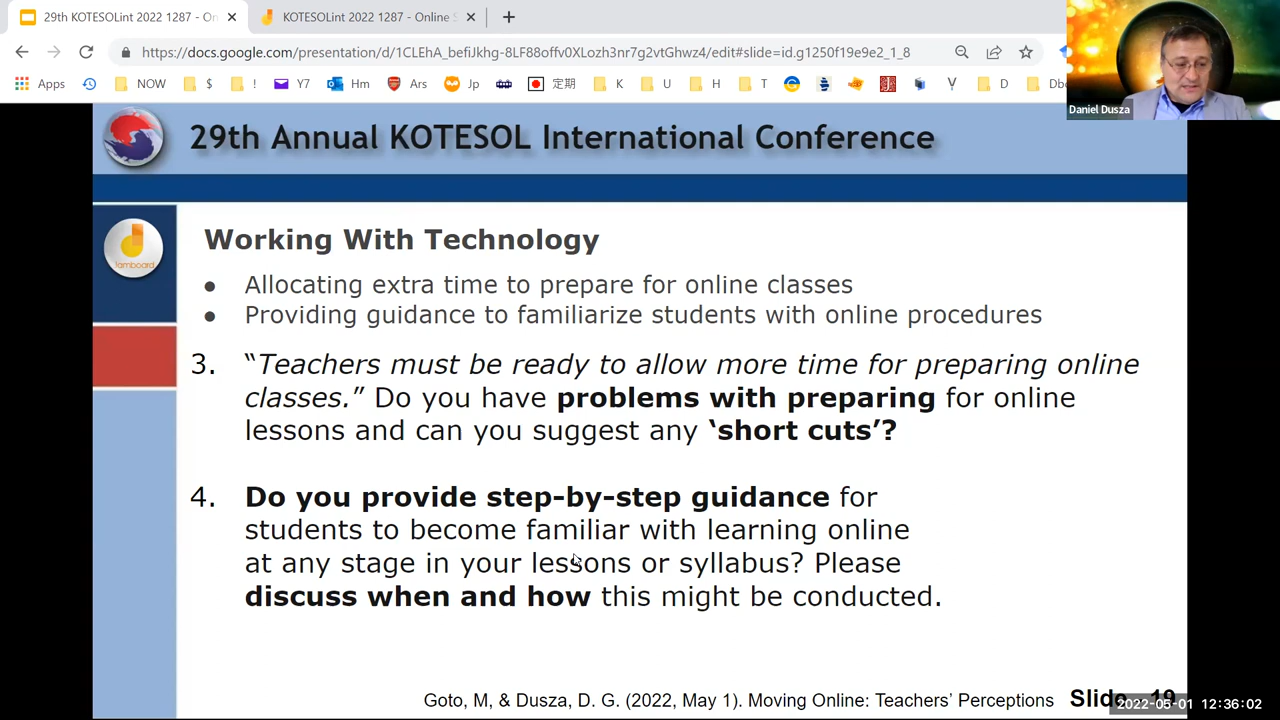 29th KOTESOLint 2022 1287 - On
KOTESOLint 2022 1287 - Online S
https://docs.google.com/presentation/d/1CLEhA_befiJkhg-8LF88offv0XLozh3nr7g2vtGhwz4/edit#slide=id.g1250f19e9e2_1_8
Apps NOW $ ! Y7 Hm Ars Jp 定期 K U H T D
Daniel Dusza
29th Annual KOTESOL International Conference
Jamboard
Working With Technology
● Allocating extra time to prepare for online classes
● Providing guidance to familiarize students with online procedures
3. “Teachers must be ready to allow more time for preparing online
classes.” Do you have problems with preparing for online
lessons and can you suggest any ‘short cuts’?
4. Do you provide step-by-step guidance for
students to become familiar with learning online
at any stage in your lessons or syllabus? Please
discuss when and how this might be conducted.
Goto, M, & Dusza, D. G. (2022, May 1). Moving Online: Teachers’ Perceptions Slide 19
2022-05-01 12:36:02